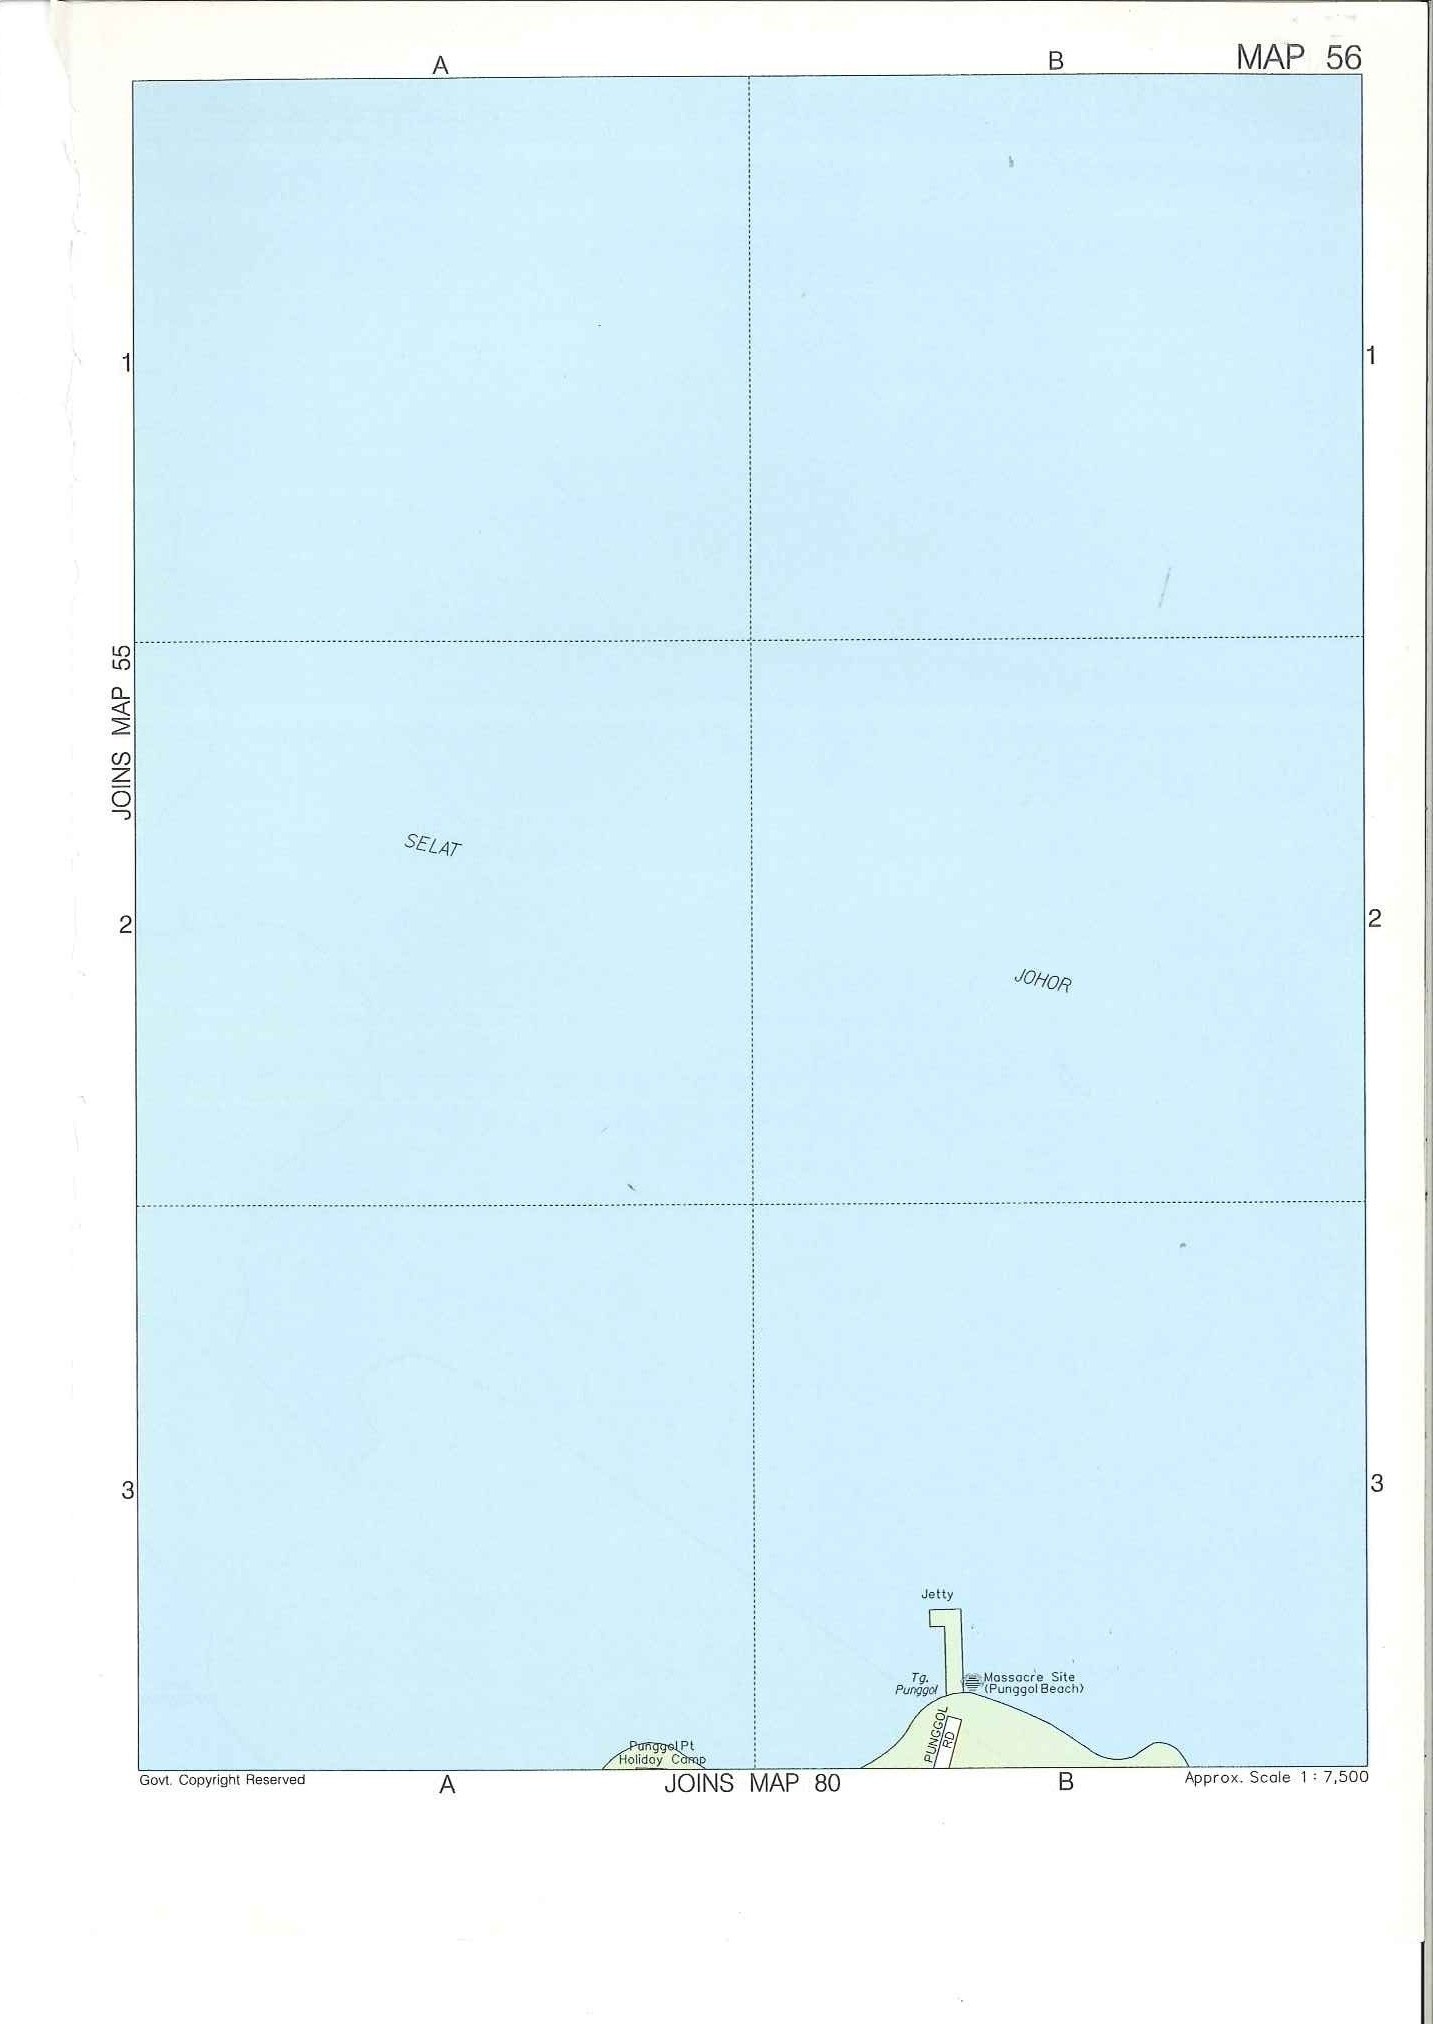 A
B
MAP 56
1
1
JOINS MAP 55
SELAT
2
2
JOHOR
3
3
Jetty
Tg.
Punggol
Massacre Site
(Punggol Beach)
PUNGGOL
RD
Punggol Pt
Holiday Camp
Govt. Copyright Reserved
A
JOINS MAP 80
B
Approx. Scale 1 : 7,500